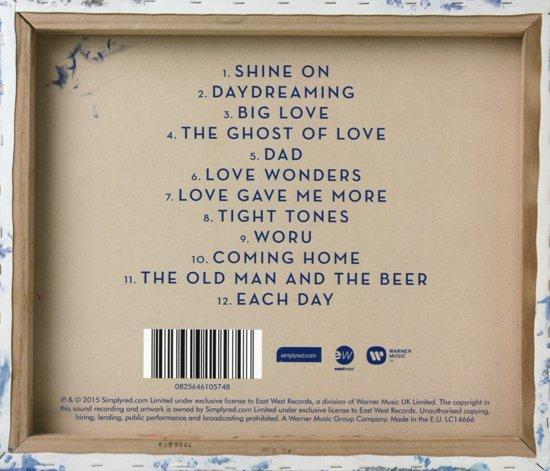 1. SHINE ON
2. DAYDREAMING
3. BIG LOVE
4. THE GHOST OF LOVE
5. DAD
6. LOVE WONDERS
7. LOVE GAVE ME MORE
8. TIGHT TONES
9. WORU
10. COMING HOME
11. THE OLD MAN AND THE BEER
12. EACH DAY
simplyred.com
ew
eastwest
WARNER
MUSIC
UK
0825646105748
℗ & © 2015 Simplyred.com Limited under exclusive license to East West Records, a division of Warner Music UK Limited. The copyright in
this sound recording and artwork is owned by Simplyred.com Limited under exclusive license to East West Records. Unauthorised copying,
hiring, lending, public performance and broadcasting prohibited. A Warner Music Group Company. Made in the E.U. LC14666